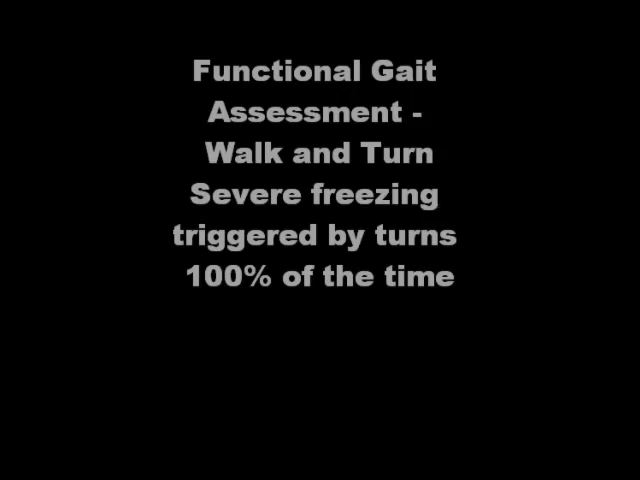 Functional Gait
Assessment -
Walk and Turn
Severe freezing
triggered by turns
100% of the time